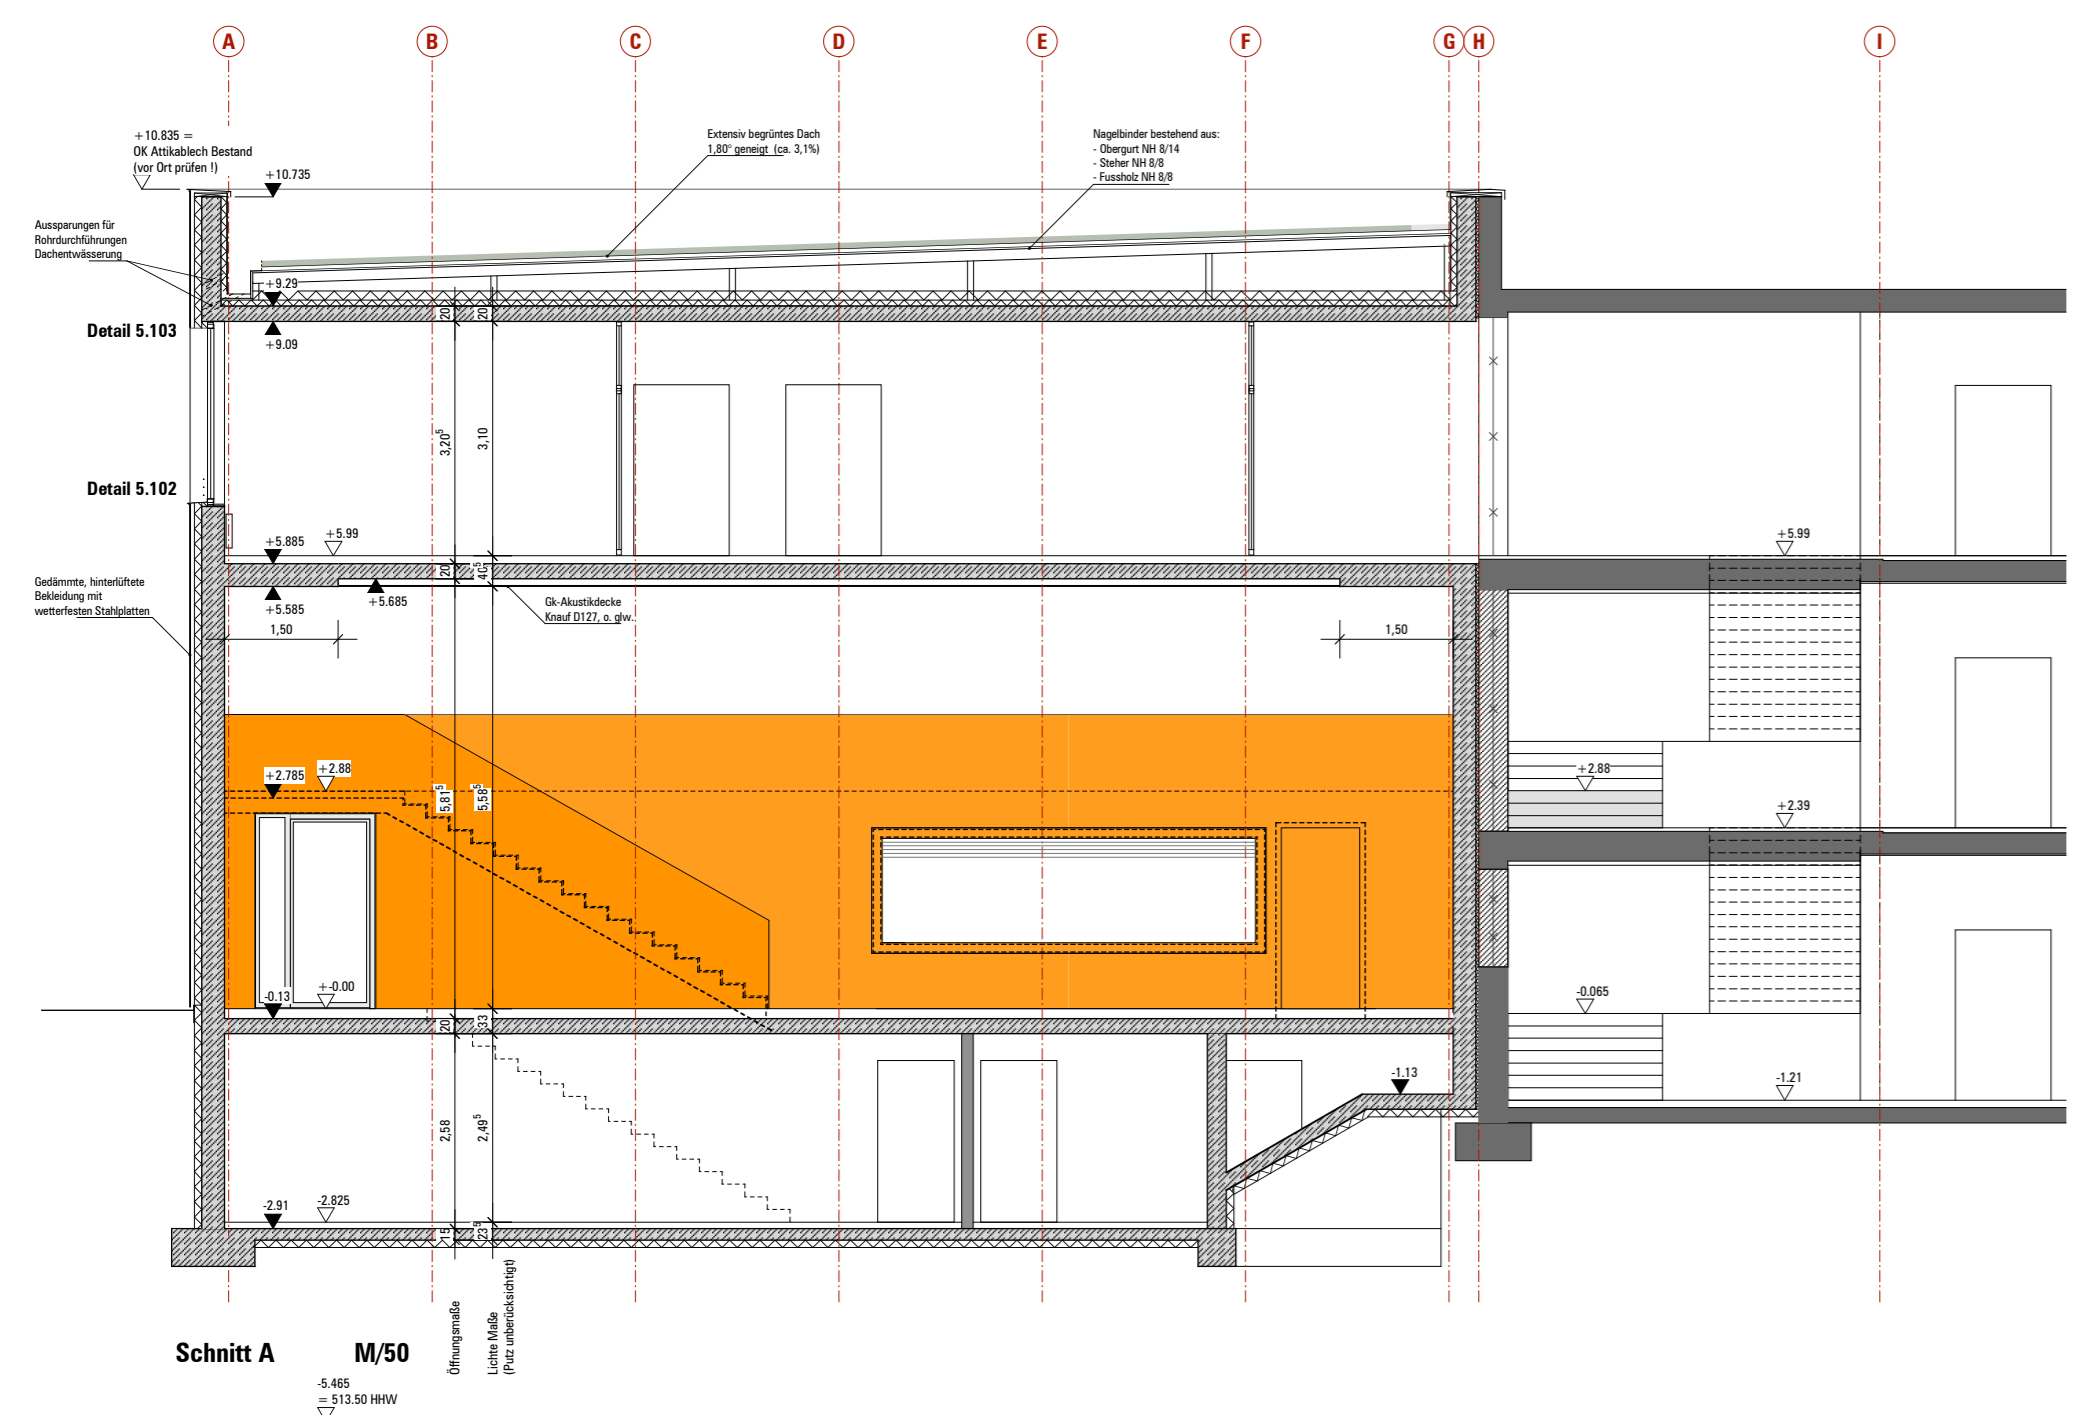 A B C D E F G H I
+10.835 =
OK Attikablech Bestand
(vor Ort prüfen !)
+10.735
Extensiv begrüntes Dach
1,80° geneigt (ca. 3,1%)
Nagelbinder bestehend aus:
- Obergurt NH 8/14
- Steher NH 8/8
- Fussholz NH 8/8
Aussparungen für
Rohrdurchführungen
Dachentwässerung
+9.29
20
20
Detail 5.103
+9.09
3,20⁵
3,10
Detail 5.102
+5.885
+5.99
+5.99
20
40⁵
Gedämmte, hinterlüftete
Bekleidung mit
wetterfesten Stahlplatten
+5.585
+5.685
Gk-Akustikdecke
Knauf D127, o. glw.
1,50
1,50
+2.785
+2.88
5,81⁵
5,58⁵
+2.88
+2.39
-0.13
+-0.00
20
33
-0.065
-1.13
-1.21
2,58
2,49⁵
-2.91
-2.825
15
23⁵
Öffnungsmaße
Lichte Maße
(Putz unberücksichtigt)
Schnitt A M/50
-5.465
= 513.50 HHW